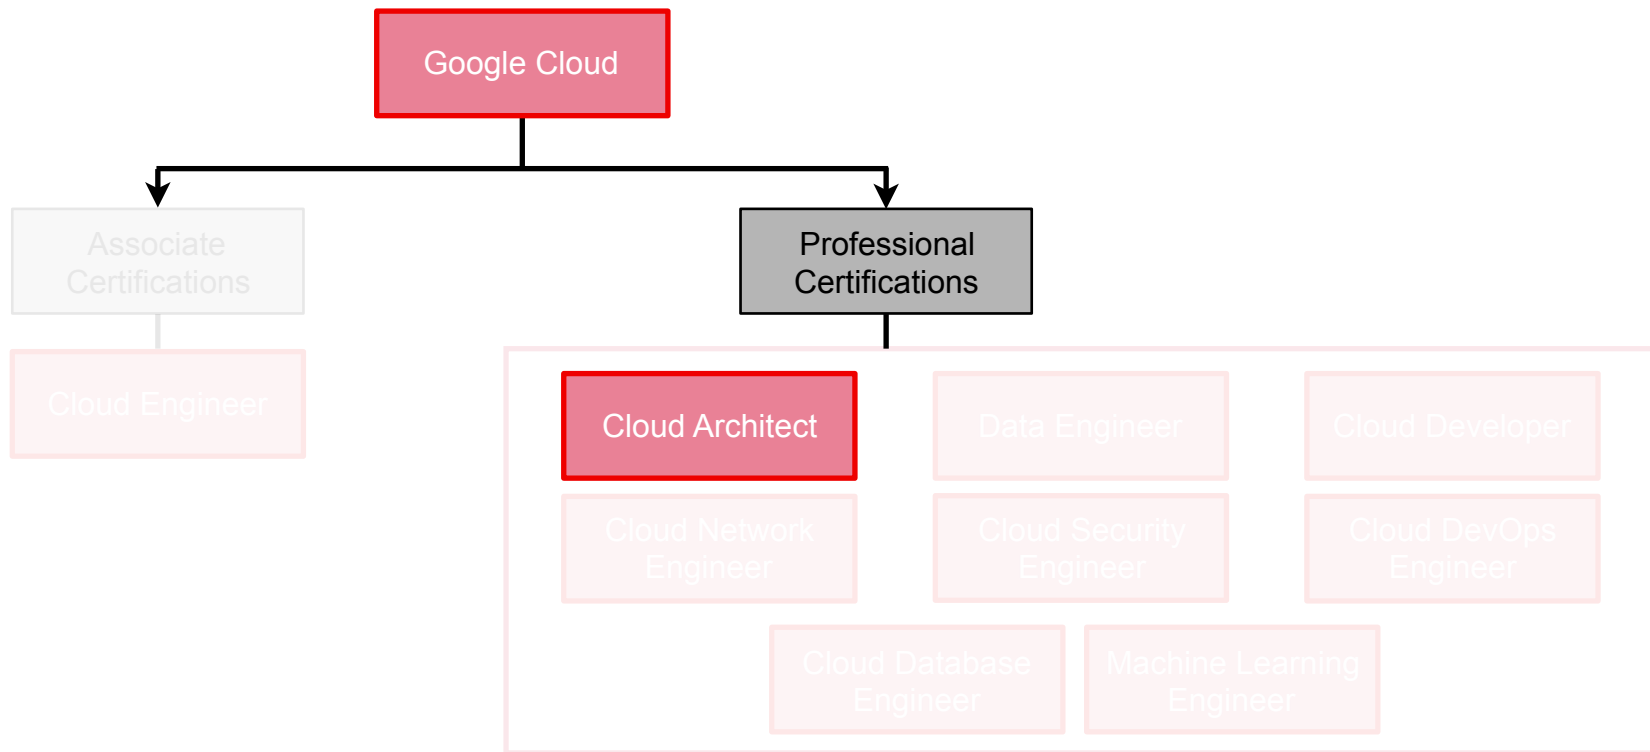 Google Cloud
Associate
Certifications
Professional
Certifications
Cloud Engineer
Cloud Architect
Data Engineer
Cloud Developer
Cloud Network
Engineer
Cloud Security
Engineer
Cloud DevOps
Engineer
Cloud Database
Engineer
Machine Learning
Engineer